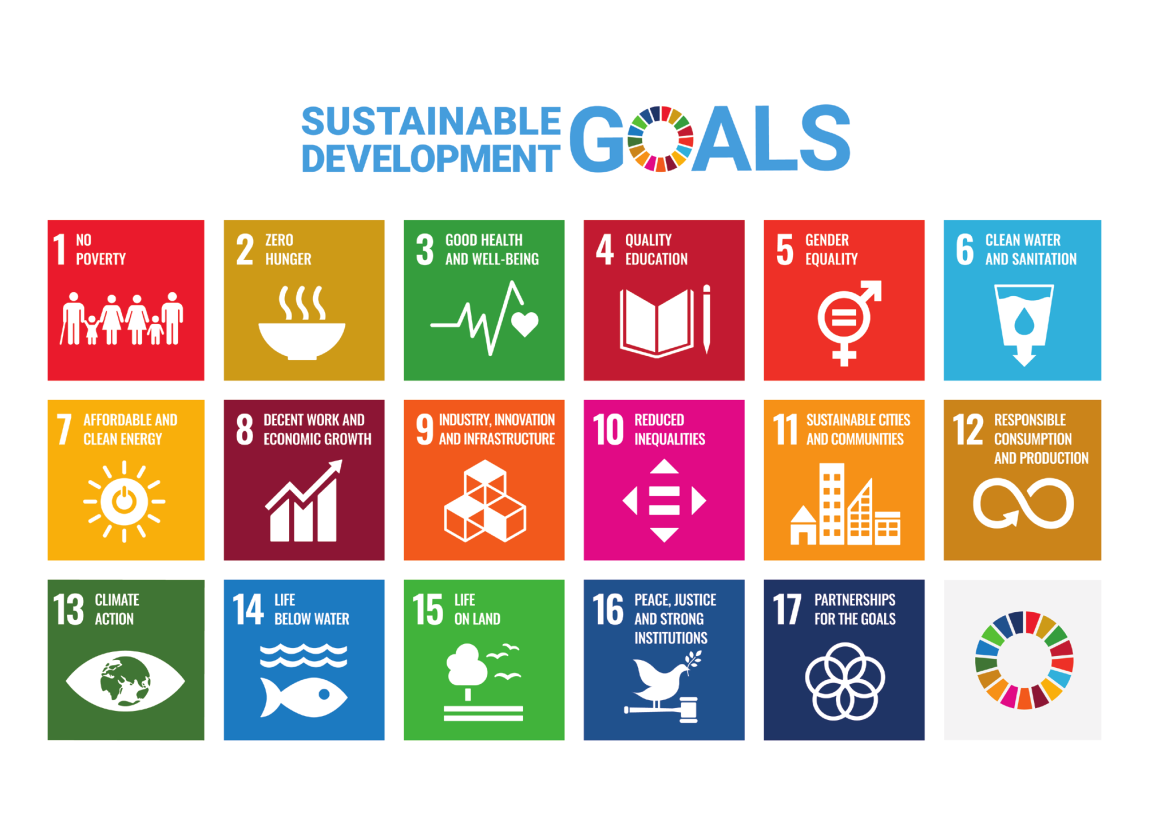 SUSTAINABLE
DEVELOPMENT
GOALS
1 NO
POVERTY
2 ZERO
HUNGER
3 GOOD HEALTH
AND WELL-BEING
4 QUALITY
EDUCATION
5 GENDER
EQUALITY
6 CLEAN WATER
AND SANITATION
7 AFFORDABLE AND
CLEAN ENERGY
8 DECENT WORK AND
ECONOMIC GROWTH
9 INDUSTRY, INNOVATION
AND INFRASTRUCTURE
10 REDUCED
INEQUALITIES
11 SUSTAINABLE CITIES
AND COMMUNITIES
12 RESPONSIBLE
CONSUMPTION
AND PRODUCTION
13 CLIMATE
ACTION
14 LIFE
BELOW WATER
15 LIFE
ON LAND
16 PEACE, JUSTICE
AND STRONG
INSTITUTIONS
17 PARTNERSHIPS
FOR THE GOALS